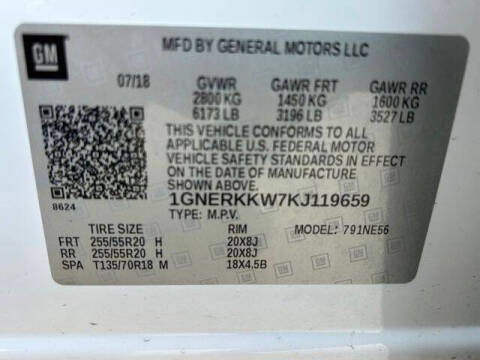 GM
MFD BY GENERAL MOTORS LLC
07/18 GVWR GAWR FRT GAWR RR
2800 KG 1450 KG 1600 KG
6173 LB 3196 LB 3527 LB
THIS VEHICLE CONFORMS TO ALL
APPLICABLE U.S. FEDERAL MOTOR
VEHICLE SAFETY STANDARDS IN EFFECT
ON THE DATE OF MANUFACTURE
SHOWN ABOVE.
8624
1GNERKKW7KJ119659
TYPE: M.P.V.
TIRE SIZE RIM MODEL: 791NE56
FRT 255/55R20 H 20X8J
RR 255/55R20 H 20X8J
SPA T135/70R18 M 18X4.5B